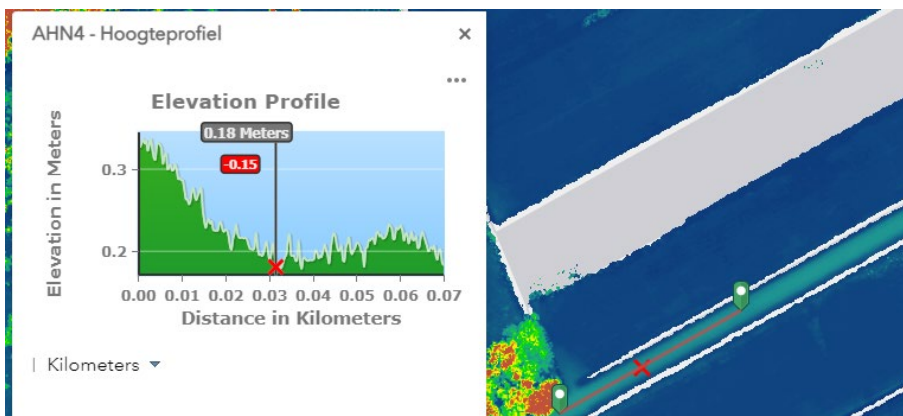 AHN4 - Hoogteprofiel ×
•••
Elevation Profile
0.18 Meters
-0.15
Elevation in Meters
0.3
0.2
0.00 0.01 0.02 0.03 0.04 0.05 0.06 0.07
Distance in Kilometers
| Kilometers